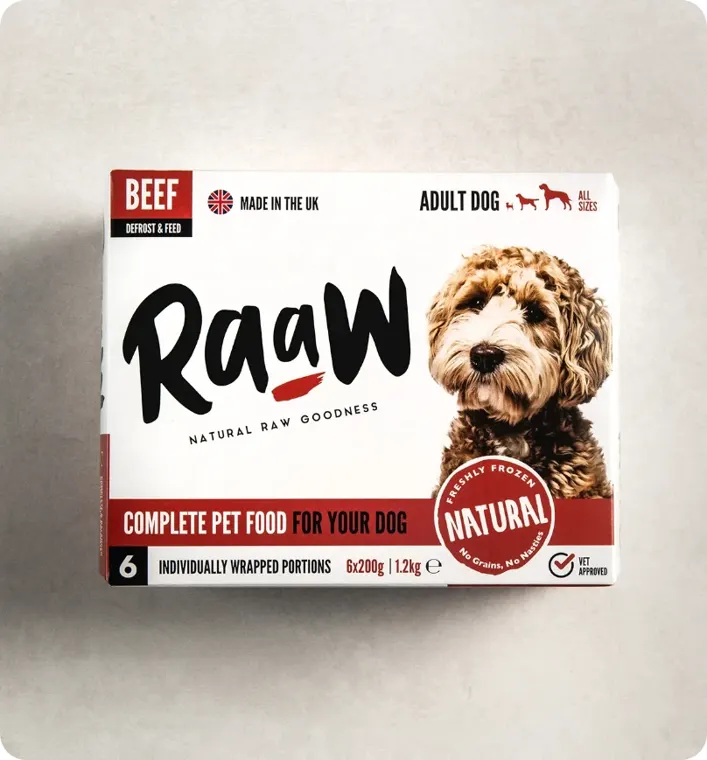 BEEF
DEFROST & FEED
MADE IN THE UK
ADULT DOG
ALL
SIZES
RaaW
NATURAL RAW GOODNESS
FRESHLY FROZEN
NATURAL
No Grains, No Nasties
COMPLETE PET FOOD FOR YOUR DOG
6 INDIVIDUALLY WRAPPED PORTIONS 6x200g | 1.2kg ℮
VET
APPROVED